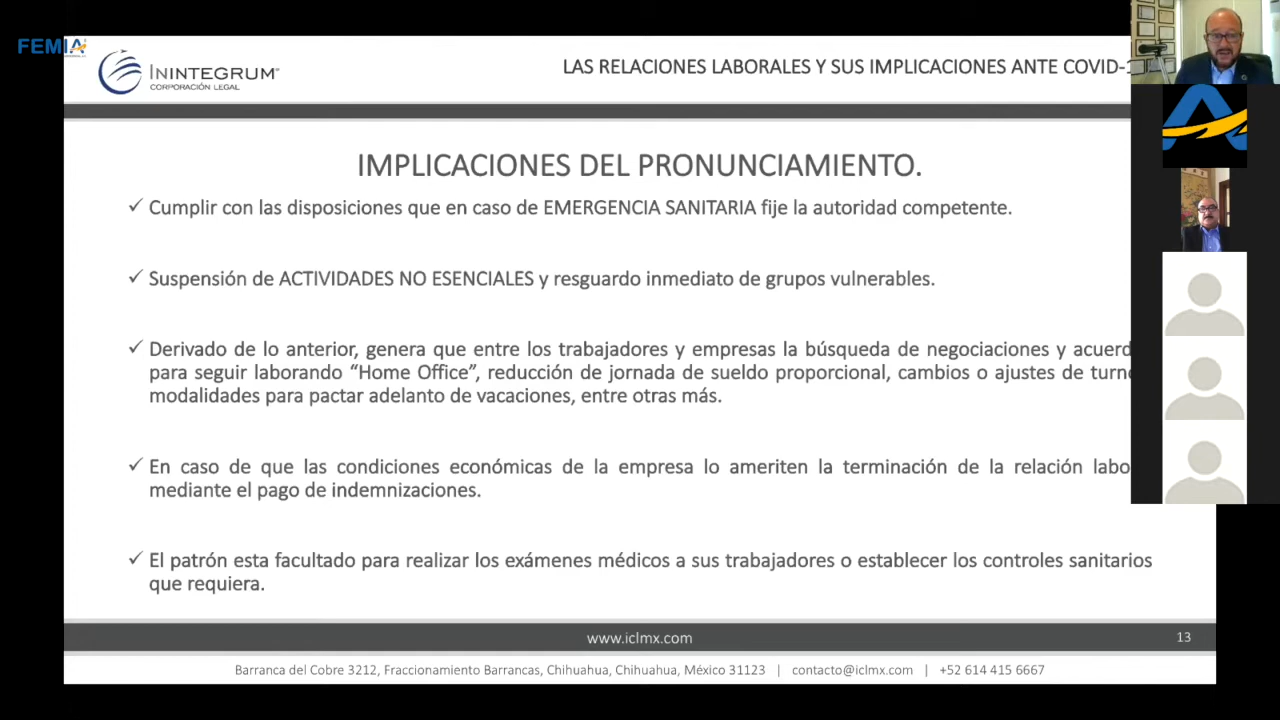 FEMIA
ININTEGRUM
CORPORACIÓN LEGAL
LAS RELACIONES LABORALES Y SUS IMPLICACIONES ANTE COVID-1
IMPLICACIONES DEL PRONUNCIAMIENTO.
✓ Cumplir con las disposiciones que en caso de EMERGENCIA SANITARIA fije la autoridad competente.
✓ Suspensión de ACTIVIDADES NO ESENCIALES y resguardo inmediato de grupos vulnerables.
✓ Derivado de lo anterior, genera que entre los trabajadores y empresas la búsqueda de negociaciones y acuerd
para seguir laborando “Home Office”, reducción de jornada de sueldo proporcional, cambios o ajustes de turno
modalidades para pactar adelanto de vacaciones, entre otras más.
✓ En caso de que las condiciones económicas de la empresa lo ameriten la terminación de la relación labo
mediante el pago de indemnizaciones.
✓ El patrón esta facultado para realizar los exámenes médicos a sus trabajadores o establecer los controles sanitarios
que requiera.
www.iclmx.com
13
Barranca del Cobre 3212, Fraccionamiento Barrancas, Chihuahua, Chihuahua, México 31123 | contacto@iclmx.com | +52 614 415 6667